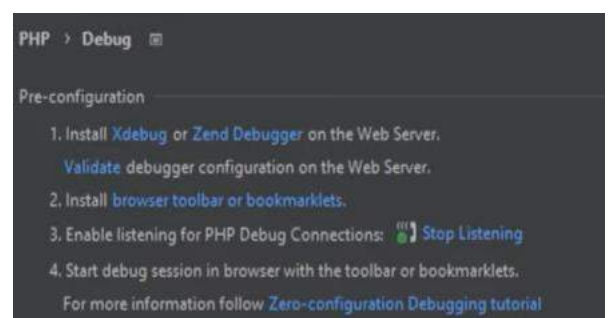 PHP › Debug
Pre-configuration
1. Install Xdebug or Zend Debugger on the Web Server.
Validate debugger configuration on the Web Server.
2. Install browser toolbar or bookmarklets.
3. Enable listening for PHP Debug Connections: Stop Listening
4. Start debug session in browser with the toolbar or bookmarklets.
For more information follow Zero-configuration Debugging tutorial